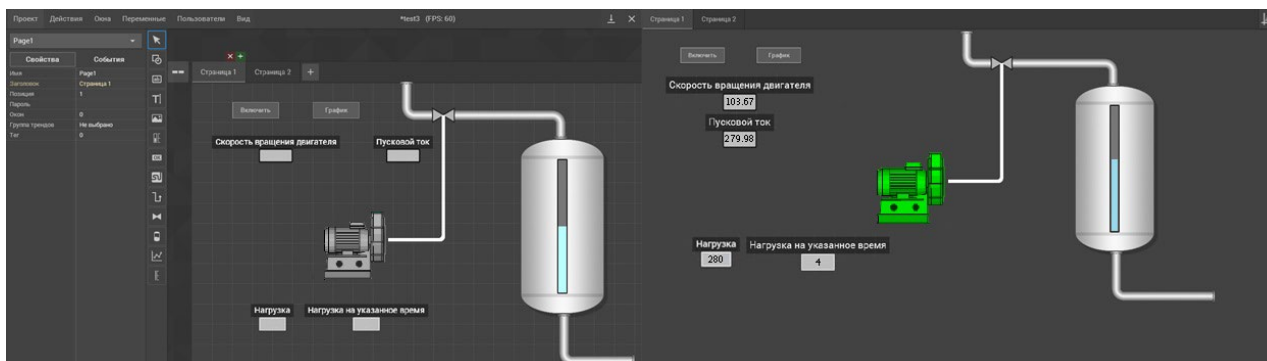 Проект Действия Окна Переменные Пользователи Вид *test3 (FPS: 60)
Page1
Свойства События
Имя Page1
Заголовок Страница 1
Позиция 1
Пароль
Окон 0
Группа трендов Не выбрано
Тег 0
Страница 1 Страница 2 +
Включить График
Скорость вращения двигателя Пусковой ток
Нагрузка Нагрузка на указанное время
Страница 1 Страница 2
Включить График
Скорость вращения двигателя
103.67
Пусковой ток
279.98
Нагрузка Нагрузка на указанное время
280 4